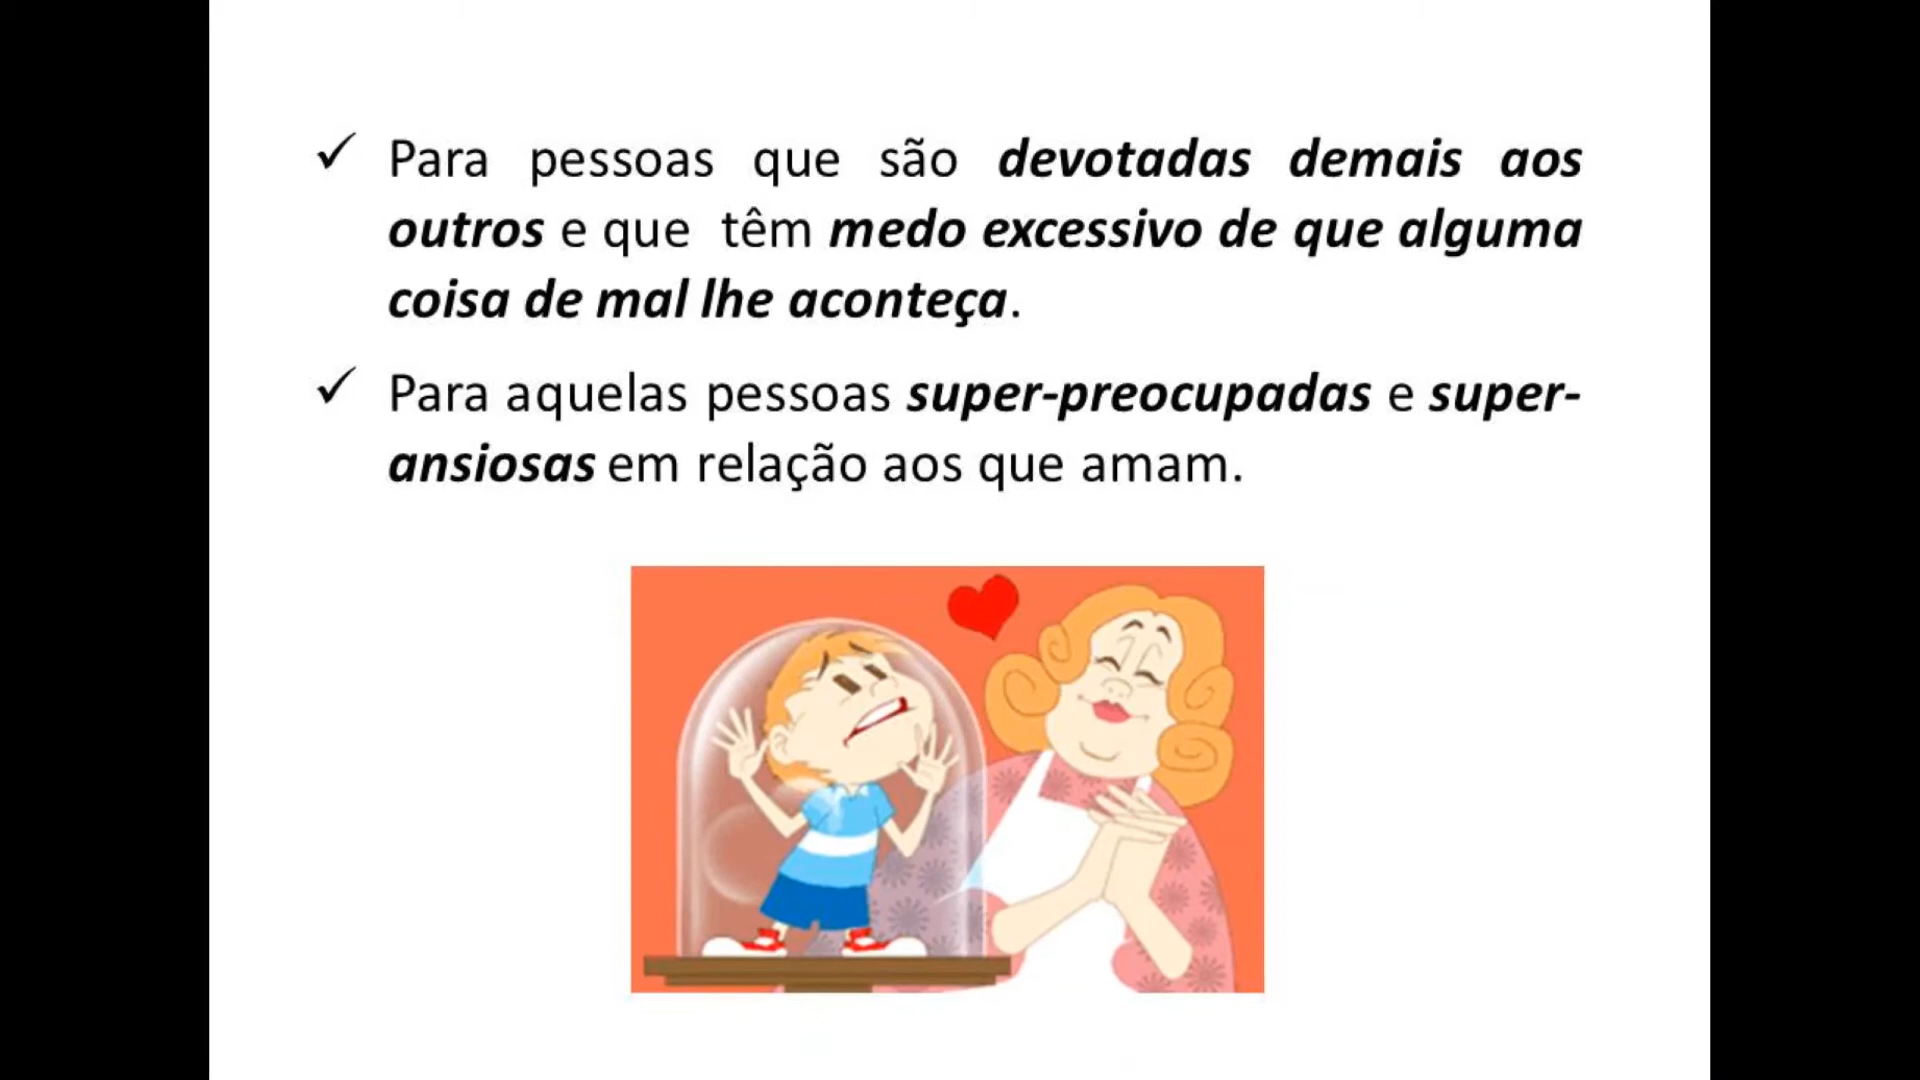 ✓ Para pessoas que são devotadas demais aos
outros e que têm medo excessivo de que alguma
coisa de mal lhe aconteça.
✓ Para aquelas pessoas super-preocupadas e super-
ansiosas em relação aos que amam.